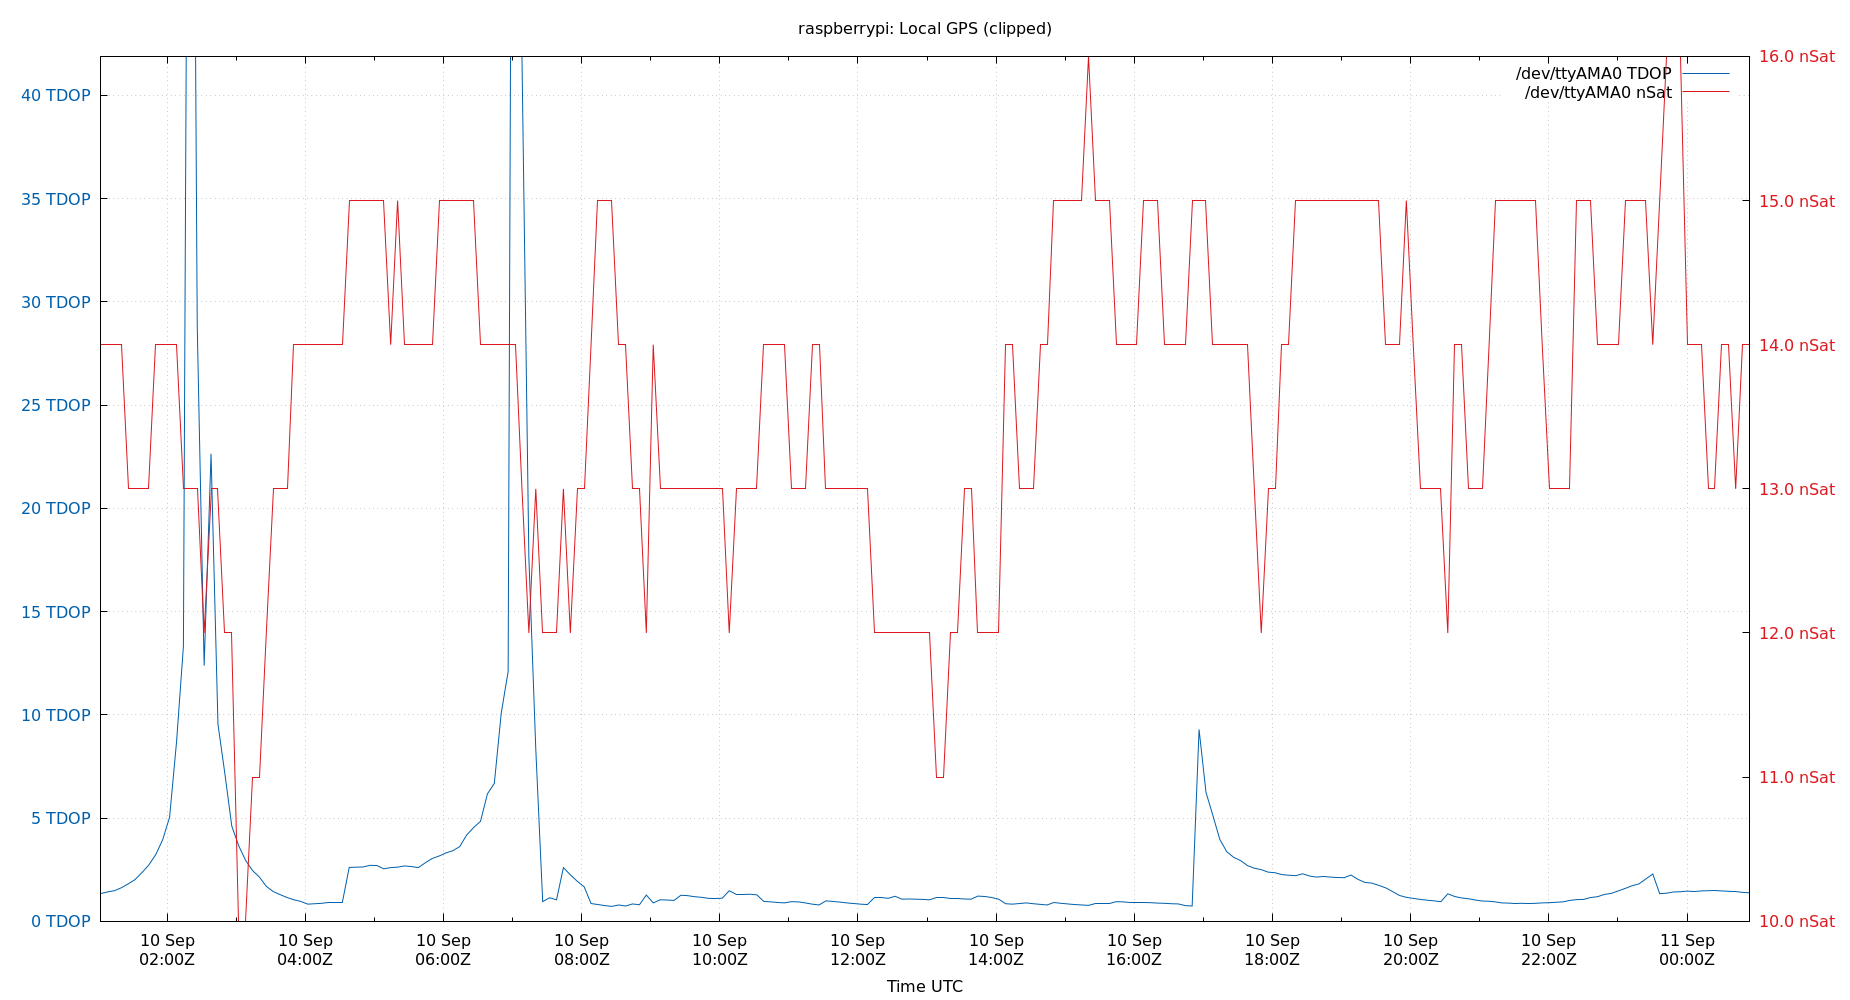 raspberrypi: Local GPS (clipped)
/dev/ttyAMA0 TDOP
/dev/ttyAMA0 nSat
40 TDOP
35 TDOP
30 TDOP
25 TDOP
20 TDOP
15 TDOP
10 TDOP
5 TDOP
0 TDOP
16.0 nSat
15.0 nSat
14.0 nSat
13.0 nSat
12.0 nSat
11.0 nSat
10.0 nSat
10 Sep
02:00Z
10 Sep
04:00Z
10 Sep
06:00Z
10 Sep
08:00Z
10 Sep
10:00Z
10 Sep
12:00Z
10 Sep
14:00Z
10 Sep
16:00Z
10 Sep
18:00Z
10 Sep
20:00Z
10 Sep
22:00Z
11 Sep
00:00Z
Time UTC